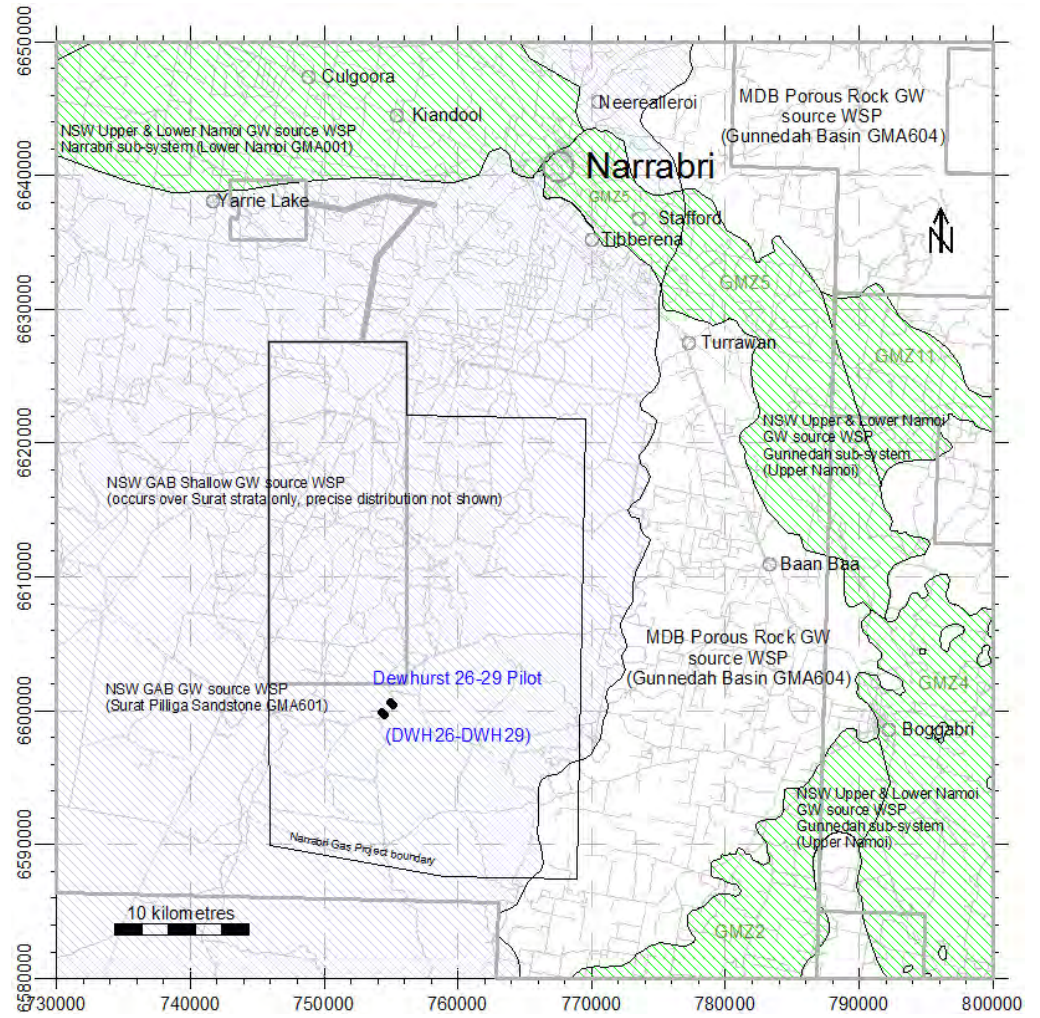 6650000
Culgoora
Kiandool
Neerealleroi
MDB Porous Rock GW
source WSP
(Gunnedah Basin GMA604)
NSW Upper & Lower Namoi GW source WSP
Narrabri sub-system (Lower Namoi GMA001)
6640000
Narrabri
Yarrie Lake
GMZ5
Stafford
Tibberena
N
GMZ5
6630000
Turrawan
GMZ11
NSW Upper & Lower Namoi
GW source WSP
Gunnedah sub-system
(Upper Namoi)
6620000
NSW GAB Shallow GW source WSP
(occurs over Surat strata only, precise distribution not shown)
6610000
Baan Baa
MDB Porous Rock GW
source WSP
(Gunnedah Basin GMA604)
Dewhurst 26-29 Pilot
NSW GAB GW source WSP
(Surat Pilliga Sandstone GMA601)
GMZ4
6600000
(DWH26-DWH29)
Boggabri
NSW Upper & Lower Namoi
GW source WSP
Gunnedah sub-system
(Upper Namoi)
6590000
Narrabri Gas Project boundary
10 kilometres
GMZ2
6580000
730000 740000 750000 760000 770000 780000 790000 800000